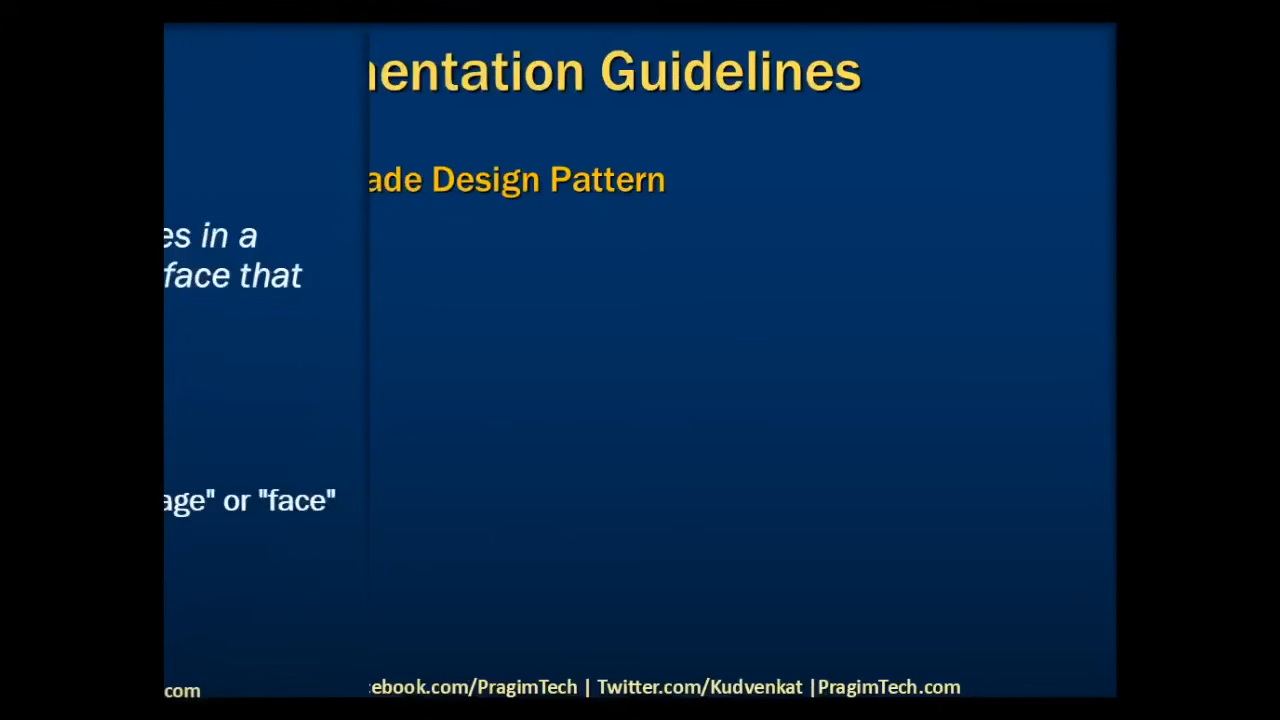 nentation Guidelines
ade Design Pattern
es in a
face that
age" or "face"
com
cebook.com/PragimTech | Twitter.com/Kudvenkat |PragimTech.com